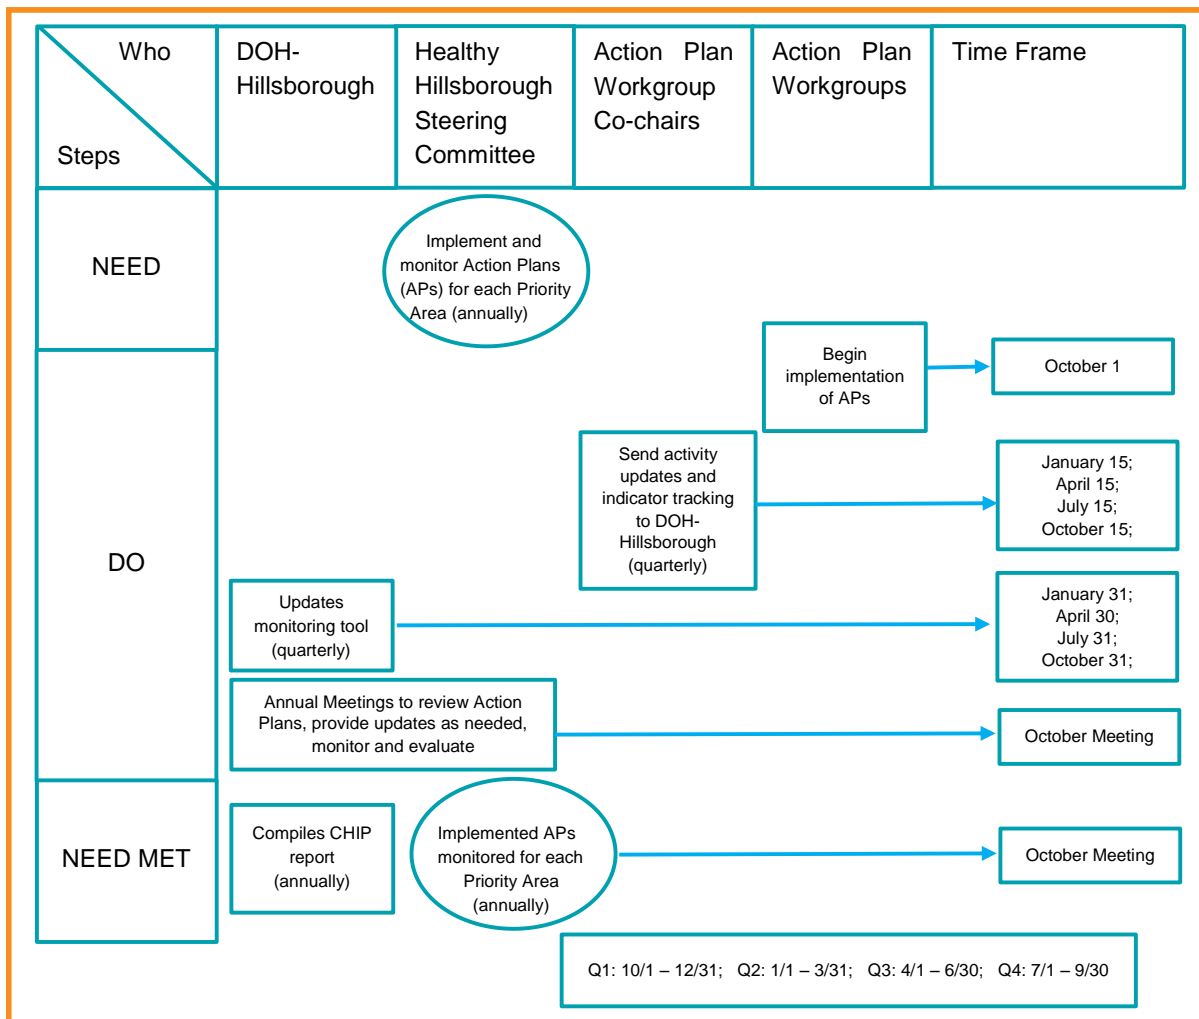 Who
Steps
DOH-
Hillsborough
Healthy
Hillsborough
Steering
Committee
Action Plan
Workgroup
Co-chairs
Action Plan
Workgroups
Time Frame
NEED
Implement and
monitor Action Plans
(APs) for each Priority
Area (annually)
DO
Begin
implementation
of APs
October 1
Send activity
updates and
indicator tracking
to DOH-
Hillsborough
(quarterly)
January 15;
April 15;
July 15;
October 15;
Updates
monitoring tool
(quarterly)
January 31;
April 30;
July 31;
October 31;
Annual Meetings to review Action
Plans, provide updates as needed,
monitor and evaluate
October Meeting
NEED MET
Compiles CHIP
report
(annually)
Implemented APs
monitored for each
Priority Area
(annually)
October Meeting
Q1: 10/1 – 12/31; Q2: 1/1 – 3/31; Q3: 4/1 – 6/30; Q4: 7/1 – 9/30